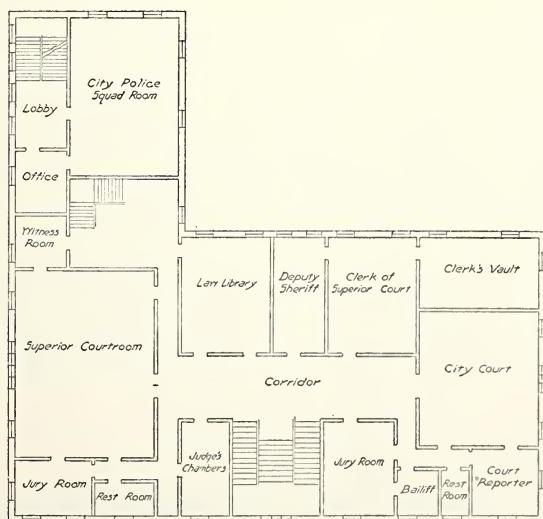 City Police
Squad Room
Lobby
Office
Witness
Room
Law Library
Deputy
Sheriff
Clerk of
Superior Court
Clerk's Vault
Superior Courtroom
City Court
Corridor
Judge's
Chambers
Jury Room
Jury Room
Rest Room
Bailiff
Rest
Room
Court
Reporter